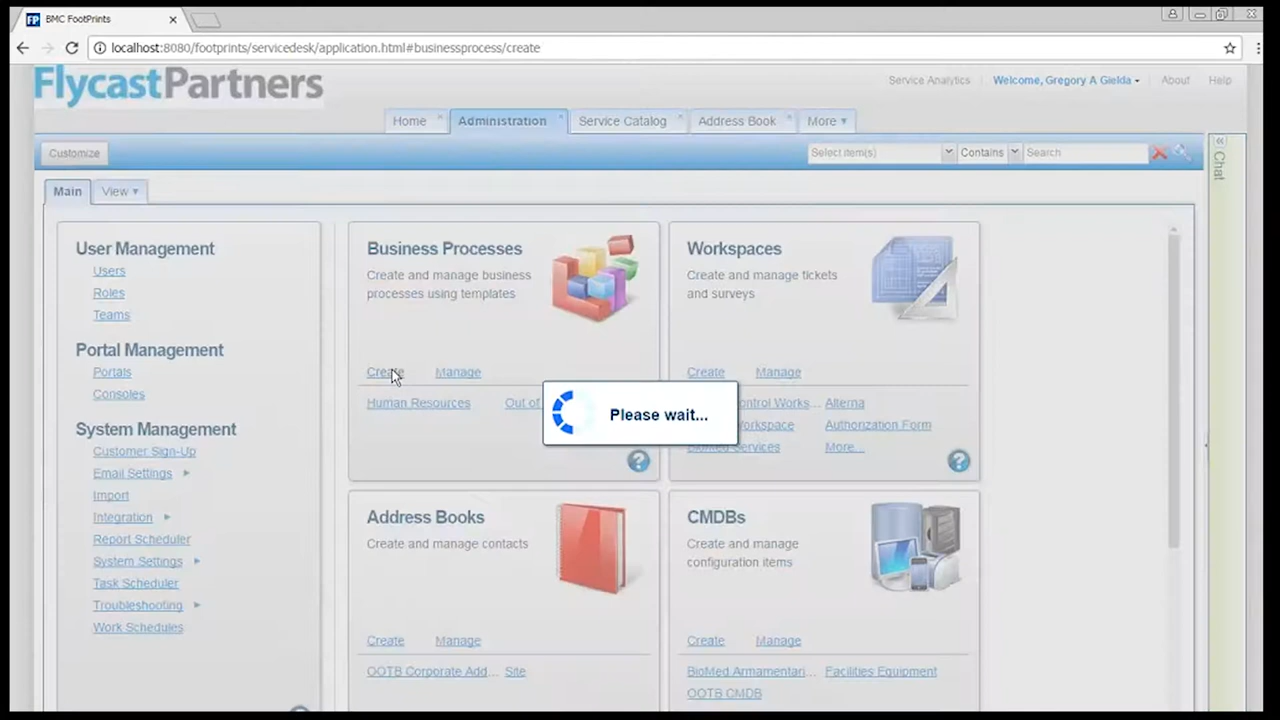 BMC FootPrints
localhost:8080/footprints/servicedesk/application.html#businessprocess/create
FlycastPartners
Service Analytics
Welcome, Gregory A Gielda
About
Help
Home
Administration
Service Catalog
Address Book
More
Customize
Select item(s)
Contains
Search
Chat
Main
View
User Management
Users
Roles
Teams
Portal Management
Portals
Consoles
System Management
Customer Sign-Up
Email Settings
Import
Integration
Report Scheduler
System Settings
Task Scheduler
Troubleshooting
Work Schedules
Business Processes
Create and manage business
processes using templates
Create
Manage
Human Resources
Out of
Workspaces
Create and manage tickets
and surveys
Create
Manage
ontrol Works...
Alterna
orkspace
Authorization Form
BioMed Services
More...
Please wait...
Address Books
Create and manage contacts
Create
Manage
OOTB Corporate Add...
Site
CMDBs
Create and manage
configuration items
Create
Manage
BioMed Armamentari...
Facilities Equipment
OOTB CMDB